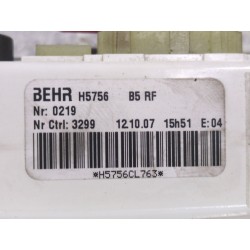 BEHR H5756 B5 RF
Nr: 0219
Nr Ctrl: 3299 12.10.07 15h51 E: 04
*H5756CL763*